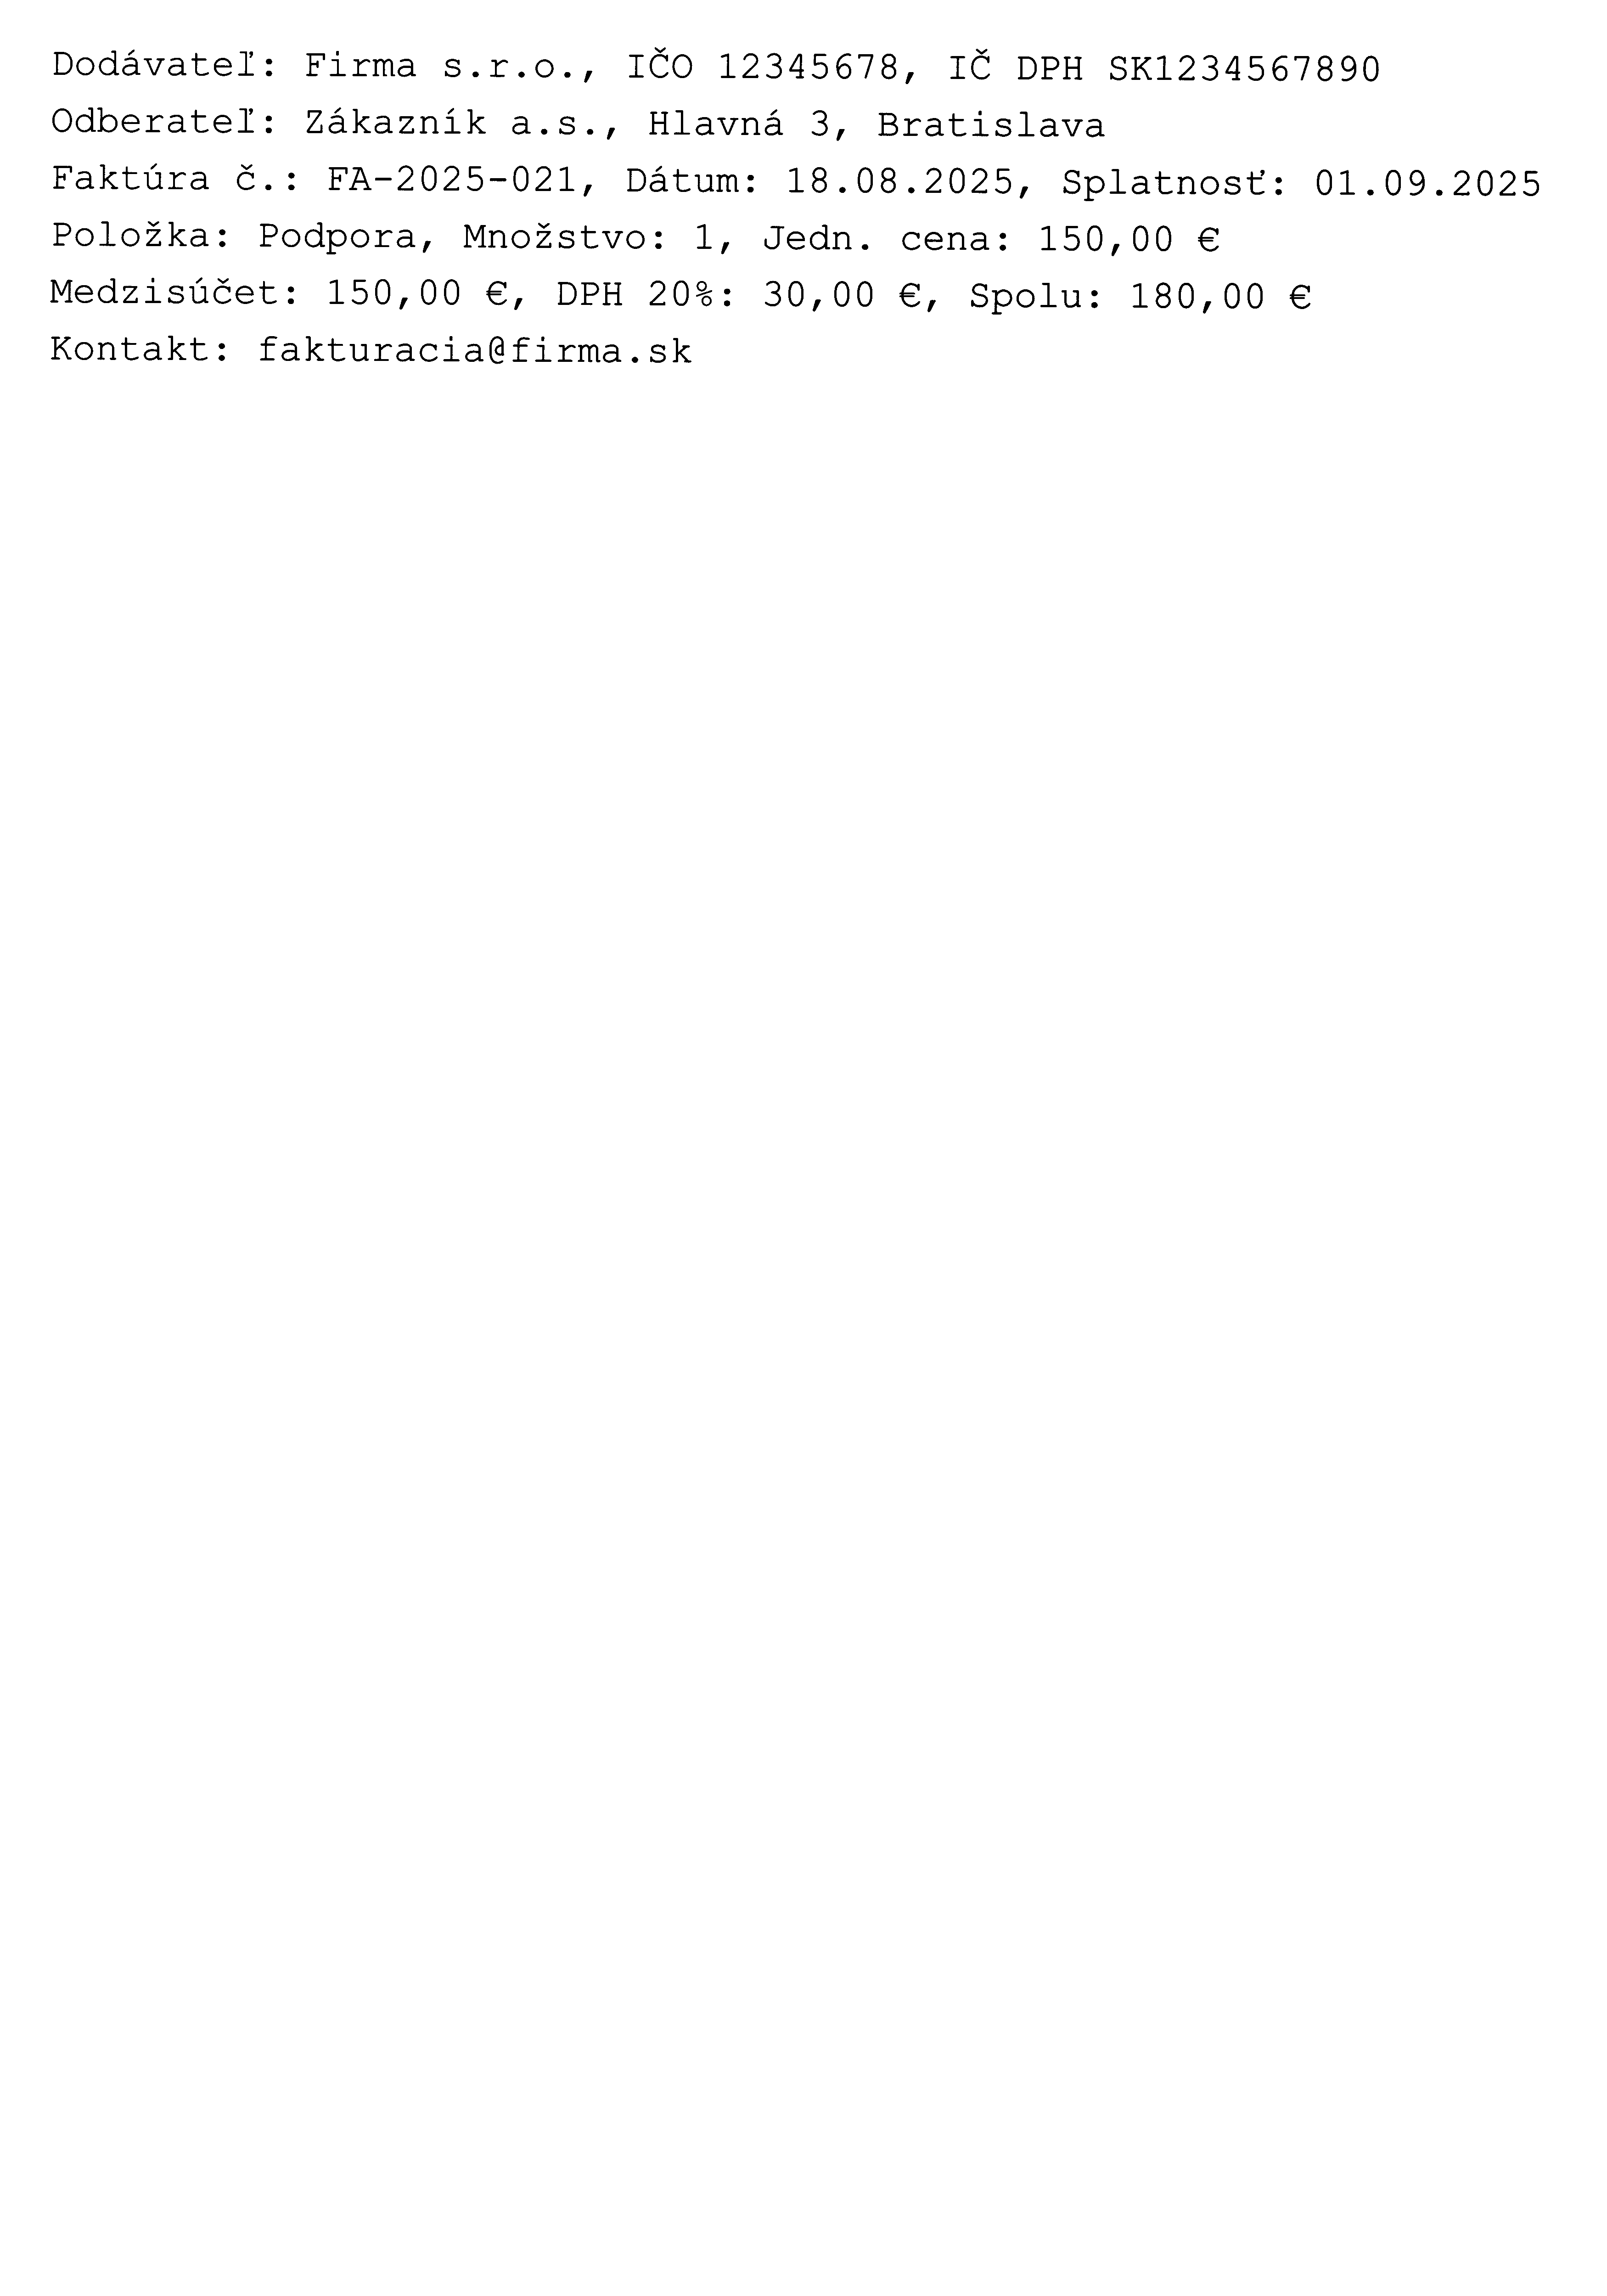 Dodávateľ: Firma s.r.o., IČO 12345678, IČ DPH SK1234567890
Odberateľ: Zákazník a.s., Hlavná 3, Bratislava
Faktúra č.: FA-2025-021, Dátum: 18.08.2025, Splatnosť: 01.09.2025
Položka: Podpora, Množstvo: 1, Jedn. cena: 150,00 €
Medzisúčet: 150,00 €, DPH 20%: 30,00 €, Spolu: 180,00 €
Kontakt: fakturacia@firma.sk